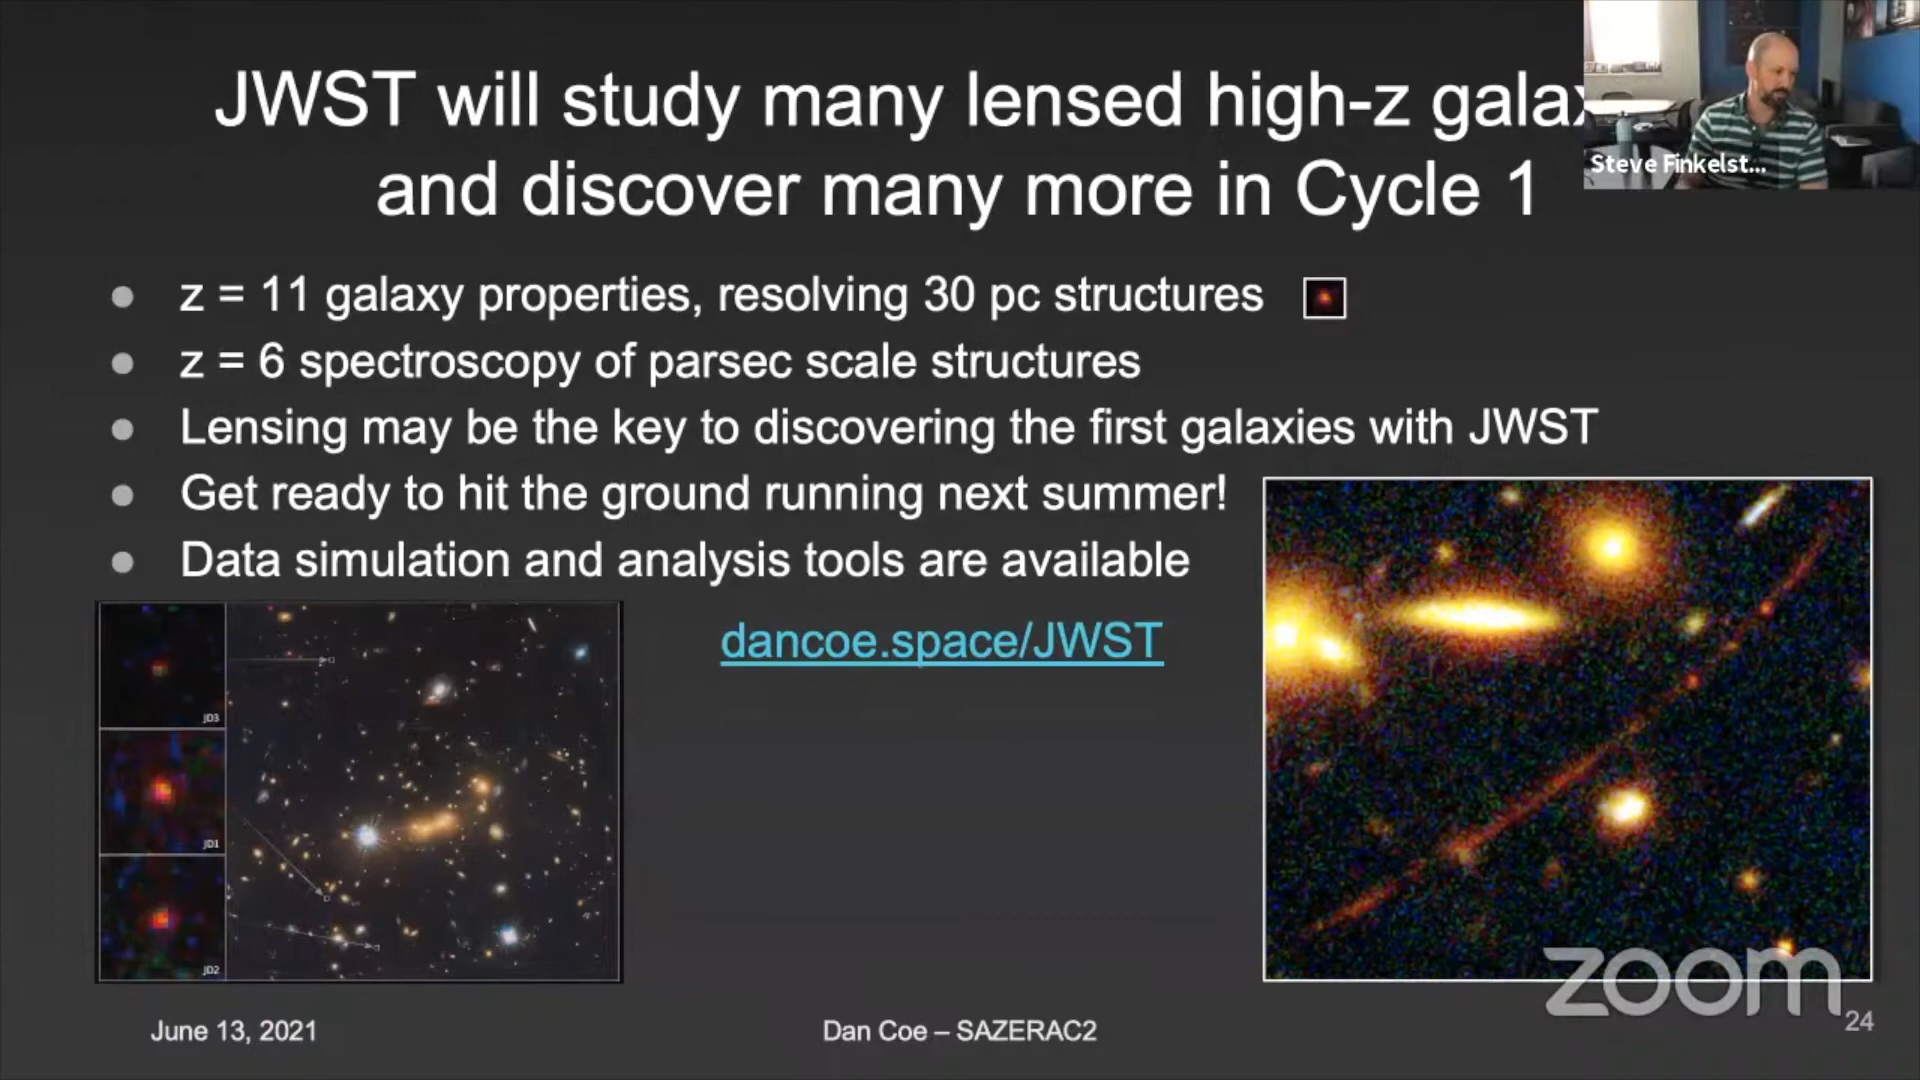 JWST will study many lensed high-z galax
and discover many more in Cycle 1
Steve Finkelst...
z = 11 galaxy properties, resolving 30 pc structures
z = 6 spectroscopy of parsec scale structures
Lensing may be the key to discovering the first galaxies with JWST
Get ready to hit the ground running next summer!
Data simulation and analysis tools are available
dancoe.space/JWST
JD3
JD1
JD2
zoom
June 13, 2021
Dan Coe – SAZERAC2
24